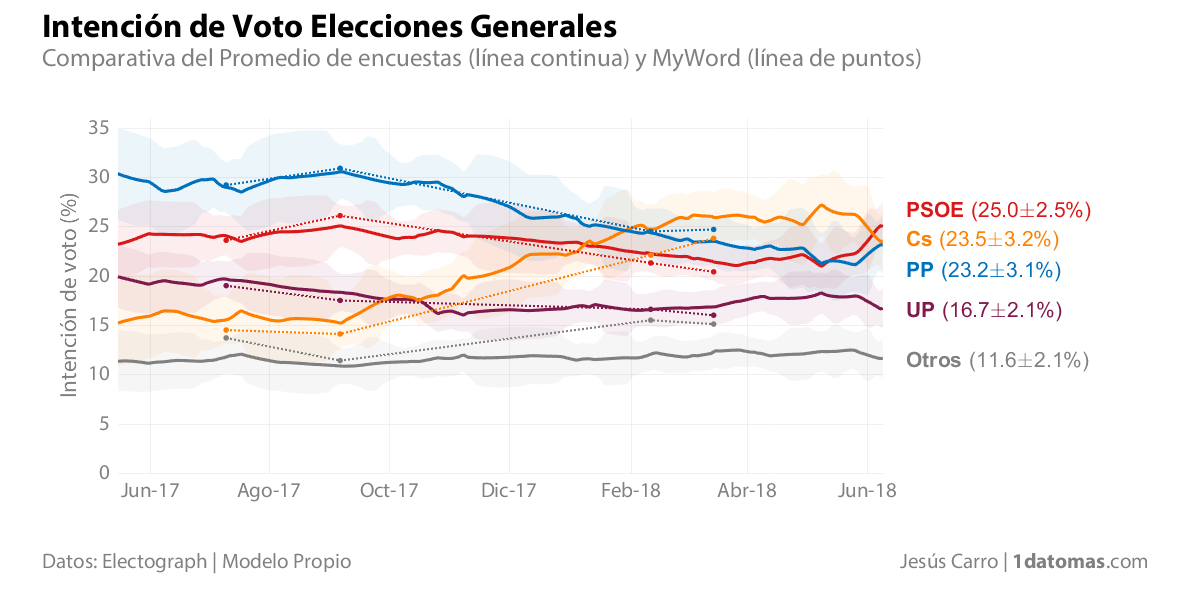 Intención de Voto Elecciones Generales
Comparativa del Promedio de encuestas (línea continua) y MyWord (línea de puntos)
Intención de voto (%)
35
30
25
20
15
10
5
0
Jun-17 Ago-17 Oct-17 Dic-17 Feb-18 Abr-18 Jun-18
PSOE (25.0±2.5%)
Cs (23.5±3.2%)
PP (23.2±3.1%)
UP (16.7±2.1%)
Otros (11.6±2.1%)
Datos: Electograph | Modelo Propio
Jesús Carro | 1datomas.com